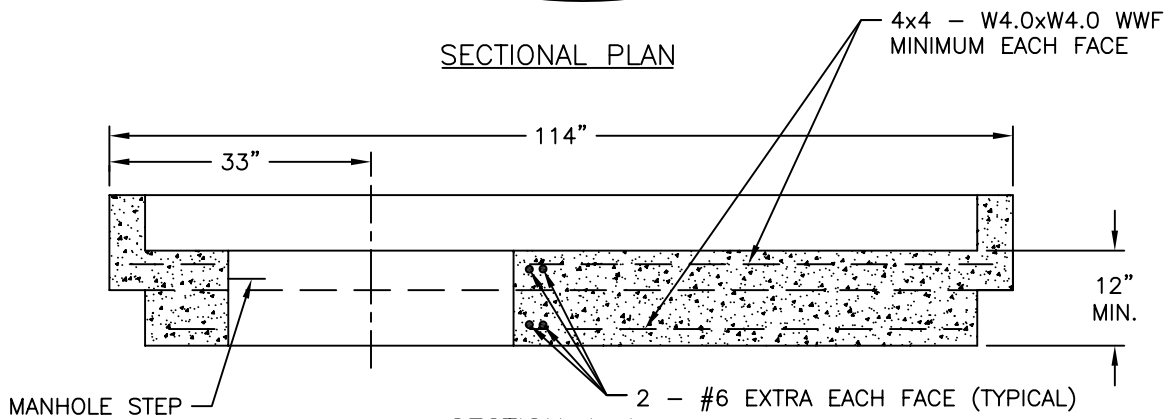 SECTIONAL PLAN
4x4 – W4.0xW4.0 WWF
MINIMUM EACH FACE
114”
33”
12”
MIN.
MANHOLE STEP
2 – #6 EXTRA EACH FACE (TYPICAL)